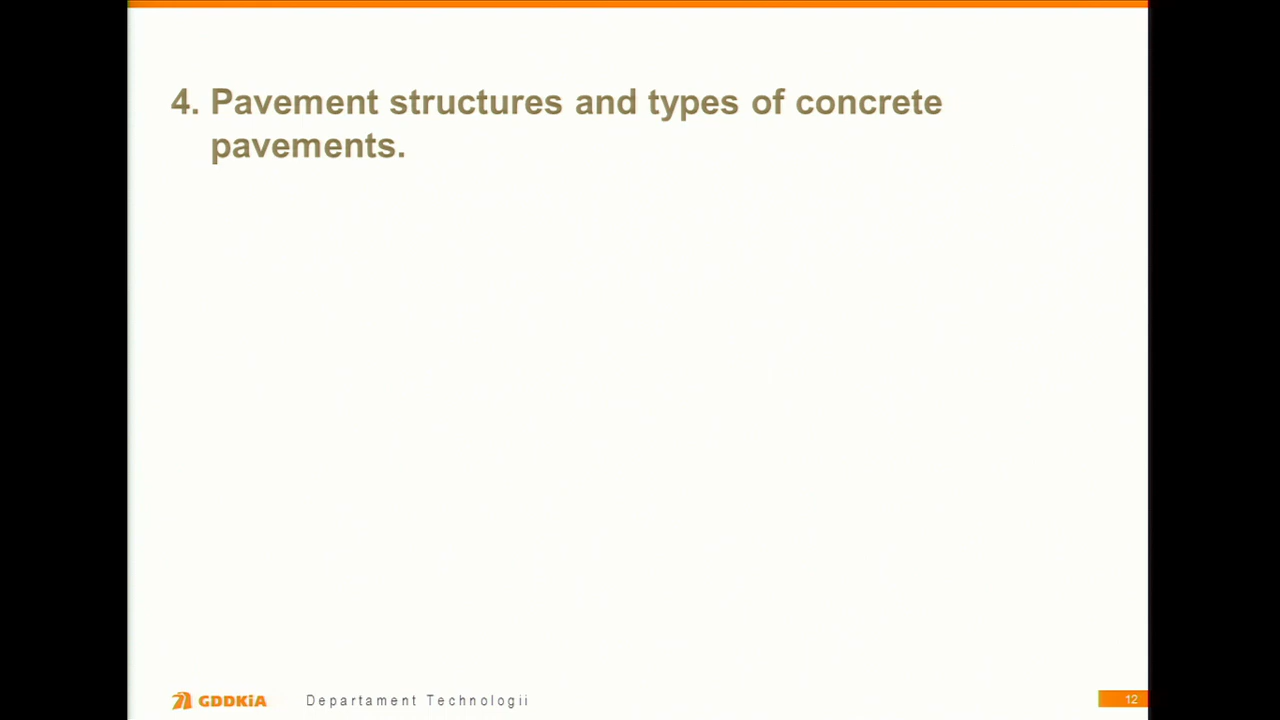 4. Pavement structures and types of concrete
pavements.
GDDKiA Departament Technologii
12